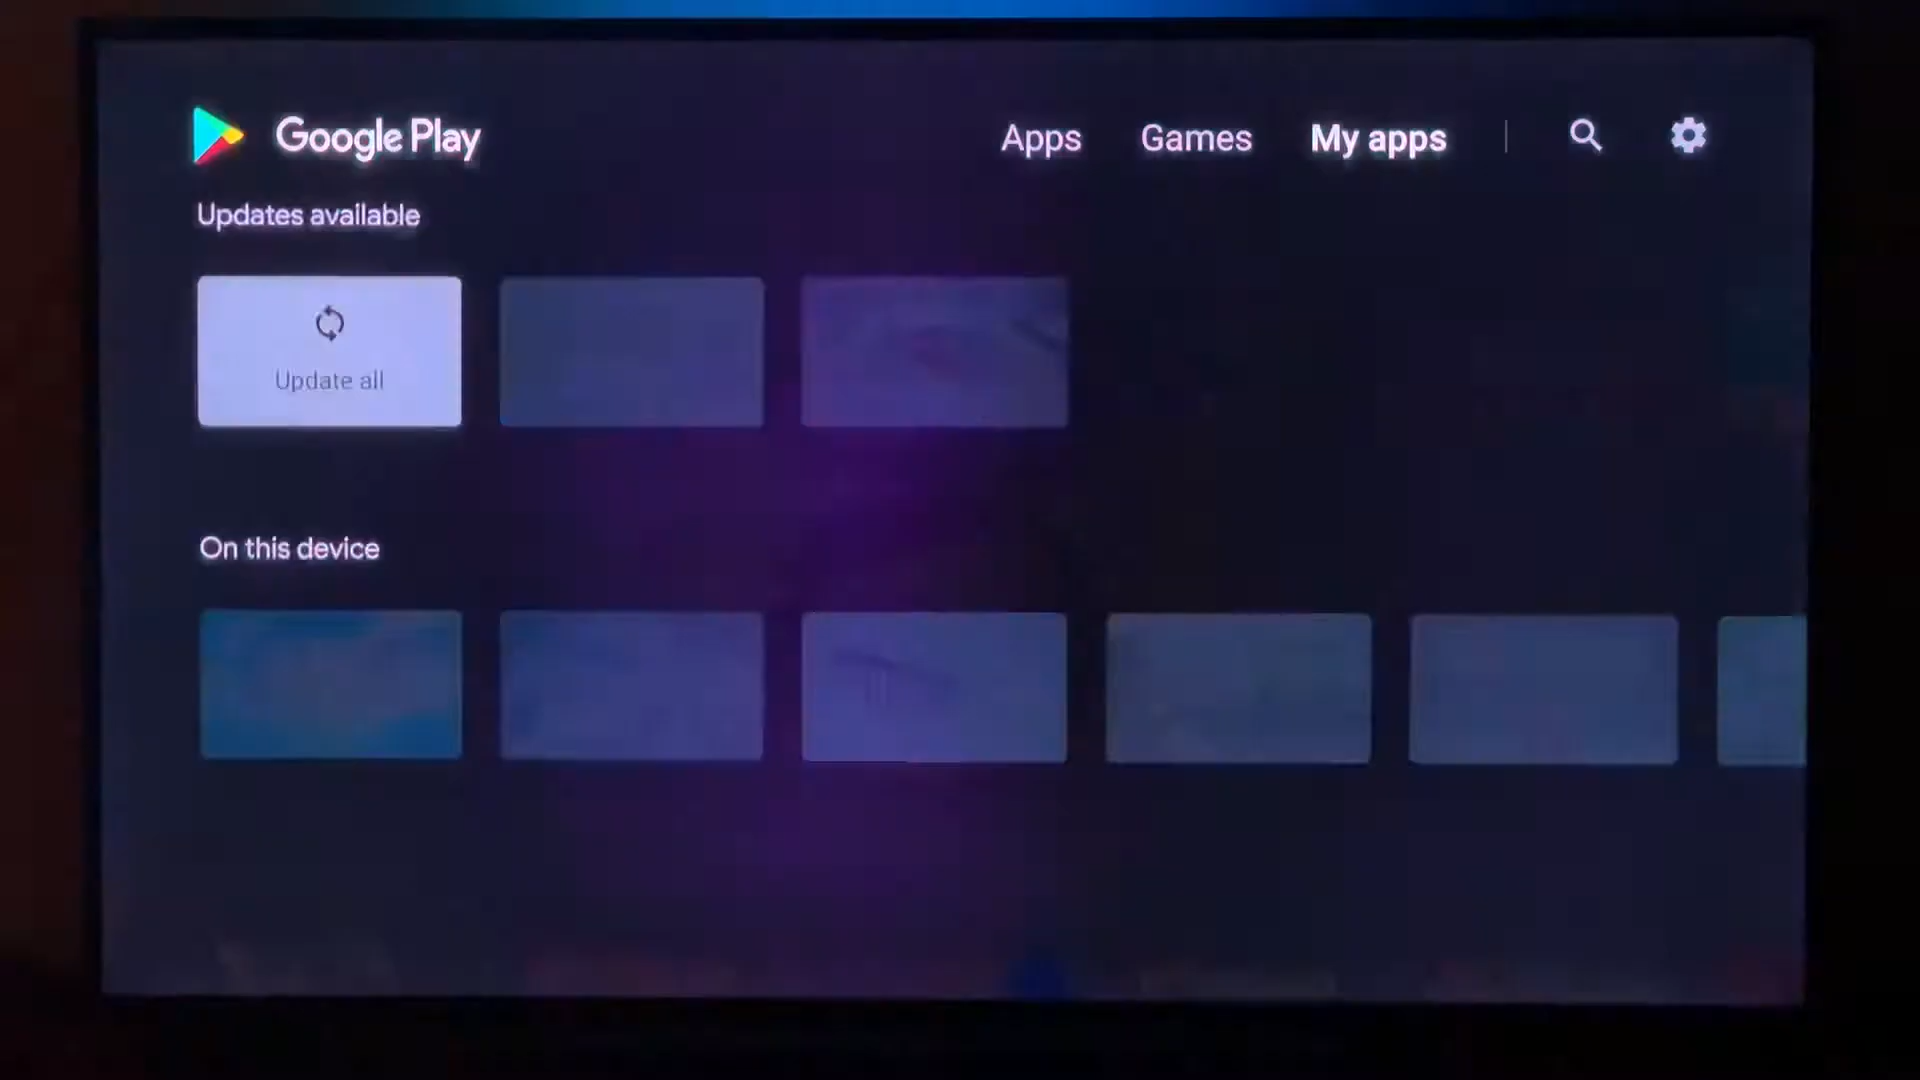 Google Play
Apps
Games
My apps
Updates available
Update all
On this device